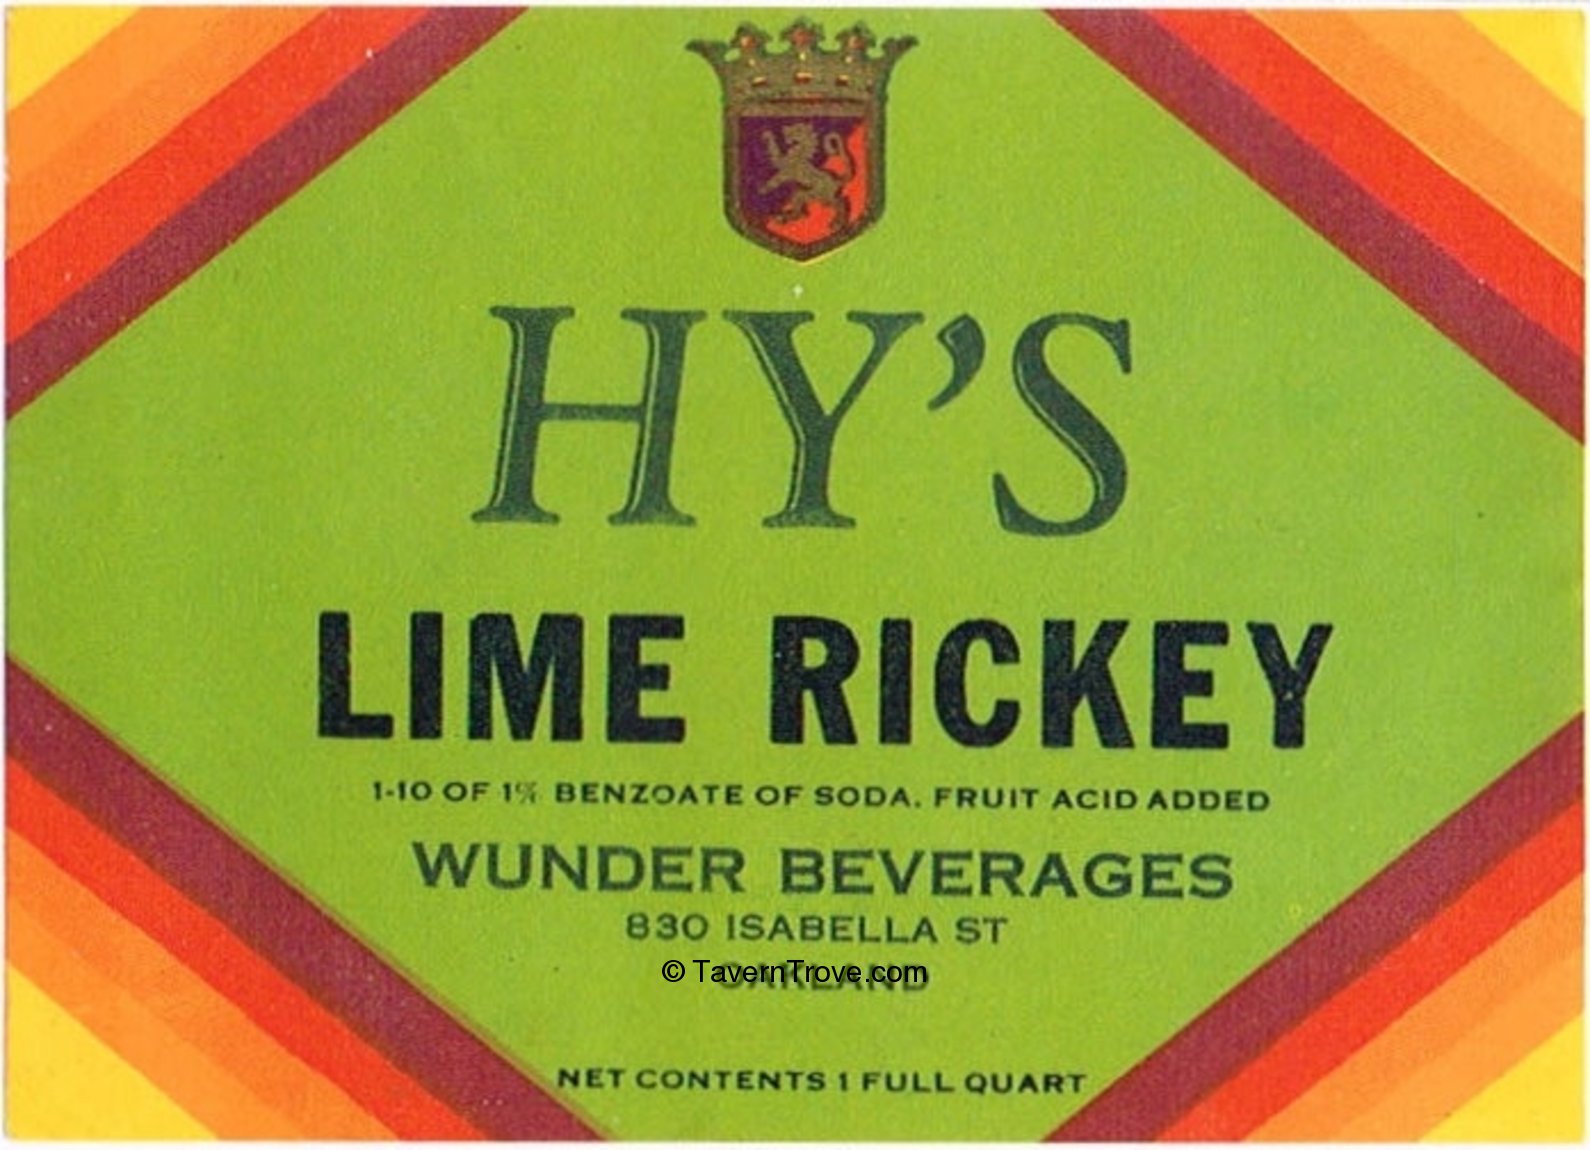 HY'S
LIME RICKEY
1-10 OF 1% BENZOATE OF SODA. FRUIT ACID ADDED
WUNDER BEVERAGES
830 ISABELLA ST
OAKLAND
© TavernTrove.com
NET CONTENTS 1 FULL QUART